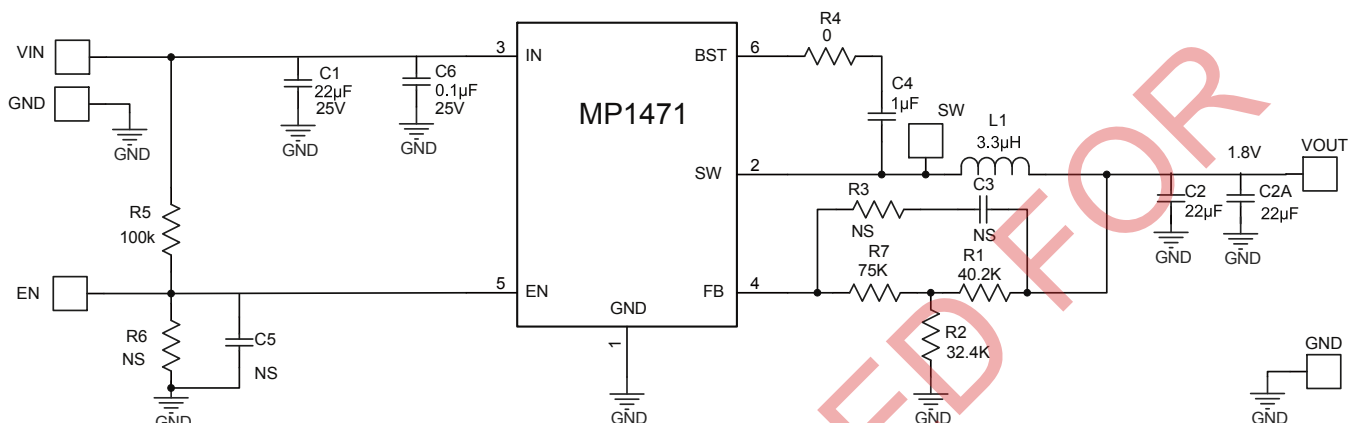 R4
0
VIN
3
IN
BST
6
C1
22µF
25V
C6
0.1µF
25V
C4
1µF
GND
GND
GND
GND
MP1471
SW
L1
3.3µH
1.8V
VOUT
SW
2
R3
NS
C3
NS
C2
22µF
C2A
22µF
GND
GND
R5
100k
R7
75K
R1
40.2K
EN
5
EN
FB
4
R6
NS
C5
NS
GND
1
R2
32.4K
GND
GND
GND
GND
GND
ED FOR